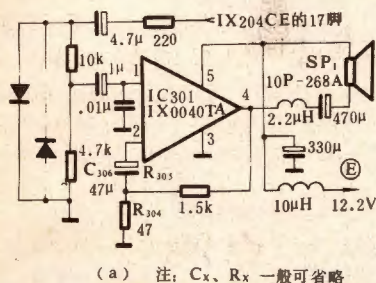 IX204CE的17脚
4.7μ
220
10k
1μ
.01μ
1
5
IC301
IX0040TA
4
2
3
SP1
10P-268A
2.2μH
470μ
330μ
E
10μH
12.2V
4.7k
C306
47μ
R305
R304
47
1.5k
(a) 注: Cx、Rx 一般可省略